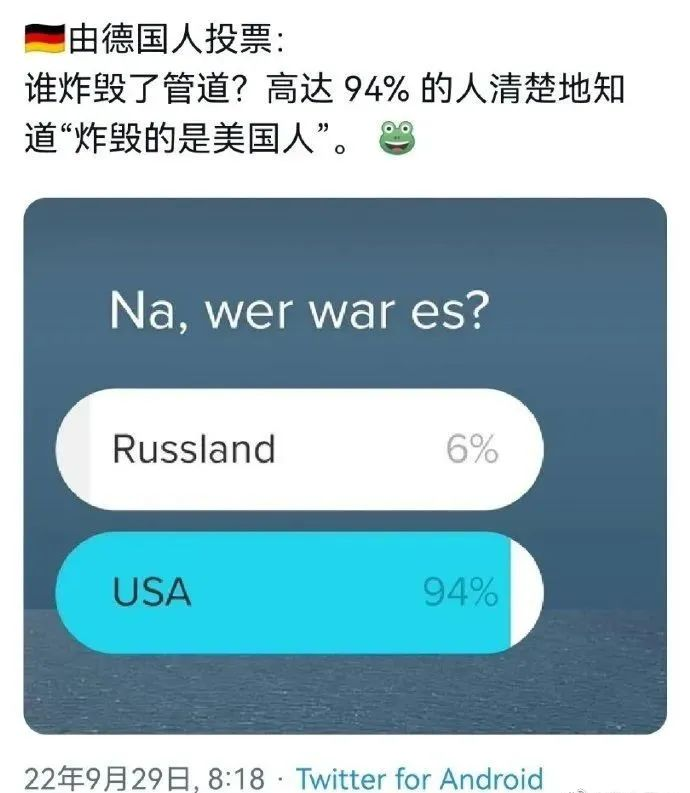 🇩🇪由德国人投票：
谁炸毁了管道？高达 94% 的人清楚地知
道“炸毁的是美国人”。 🐸
Na, wer war es?
Russland 6%
USA 94%
22年9月29日, 8:18 · Twitter for Android